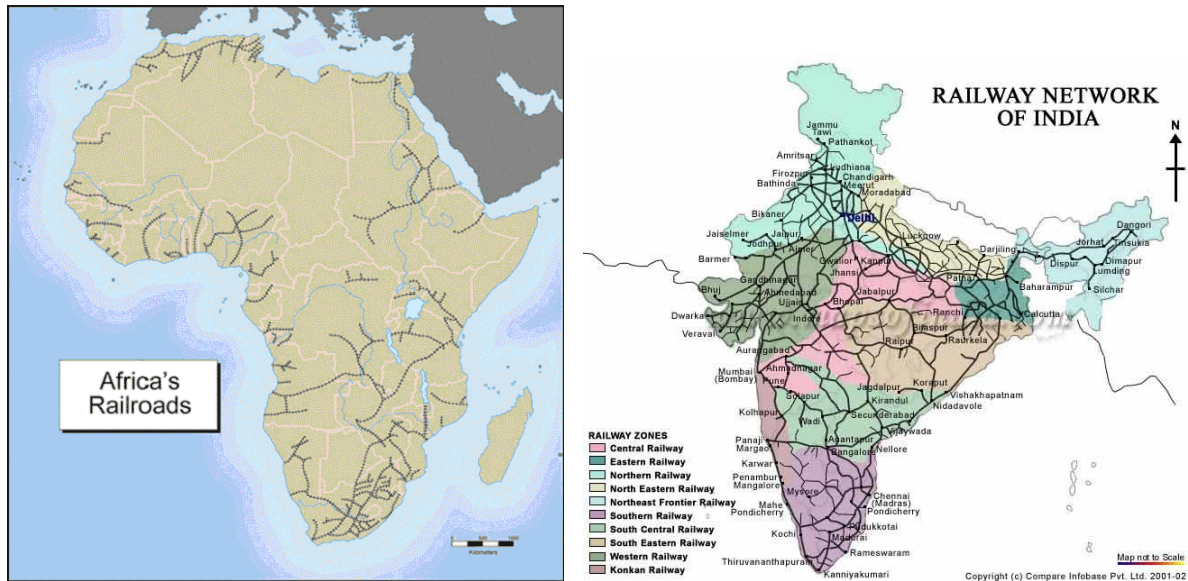 Africa's
Railroads
Kilometers
RAILWAY NETWORK
OF INDIA
N
Jammu
Tawi
Pathankot
Amritsar
Ludhiana
Firozpur
Chandigarh
Bathinda
Meerut
Moradabad
Bikaner
Delhi
Jaiselmer
Jaipur
Lucknow
Jodhpur
Ajmer
Darjiling
Jorhat
Dangori
Tinsukia
Barmer
Gwalior
Kanpur
Dispur
Dimapur
Lumding
Jhansi
Patna
Gandhinagar
Baharampur
Silchar
Bhuj
Ahmedabad
Jabalpur
Ujjain
Bhopal
Ranchi
Dwarka
Indore
Calcutta
Veraval
Bilaspur
Raipur
Raurkela
Aurangabad
Mumbai
(Bombay)
Ahmadnagar
Pune
Jagdalpur
Koraput
Solapur
Kirandul
Vishakhapatnam
Nidadavole
Kolhapur
Wadi
Secunderabad
Vijaywada
Panaji
Margao
Anantapur
Bangalore
Nellore
Karwar
Penambur
Mangalore
Mysore
Chennai
(Madras)
Mahe
Pondicherry
Pondicherry
Pudukkotai
Kochi
Madurai
Rameswaram
Thiruvananthapuram
Kanniyakumari
RAILWAY ZONES
Central Railway
Eastern Railway
Northern Railway
North Eastern Railway
Northeast Frontier Railway
Southern Railway
South Central Railway
South Eastern Railway
Western Railway
Konkan Railway
Map not to Scale
Copyright (c) Compare Infobase Pvt. Ltd. 2001-02